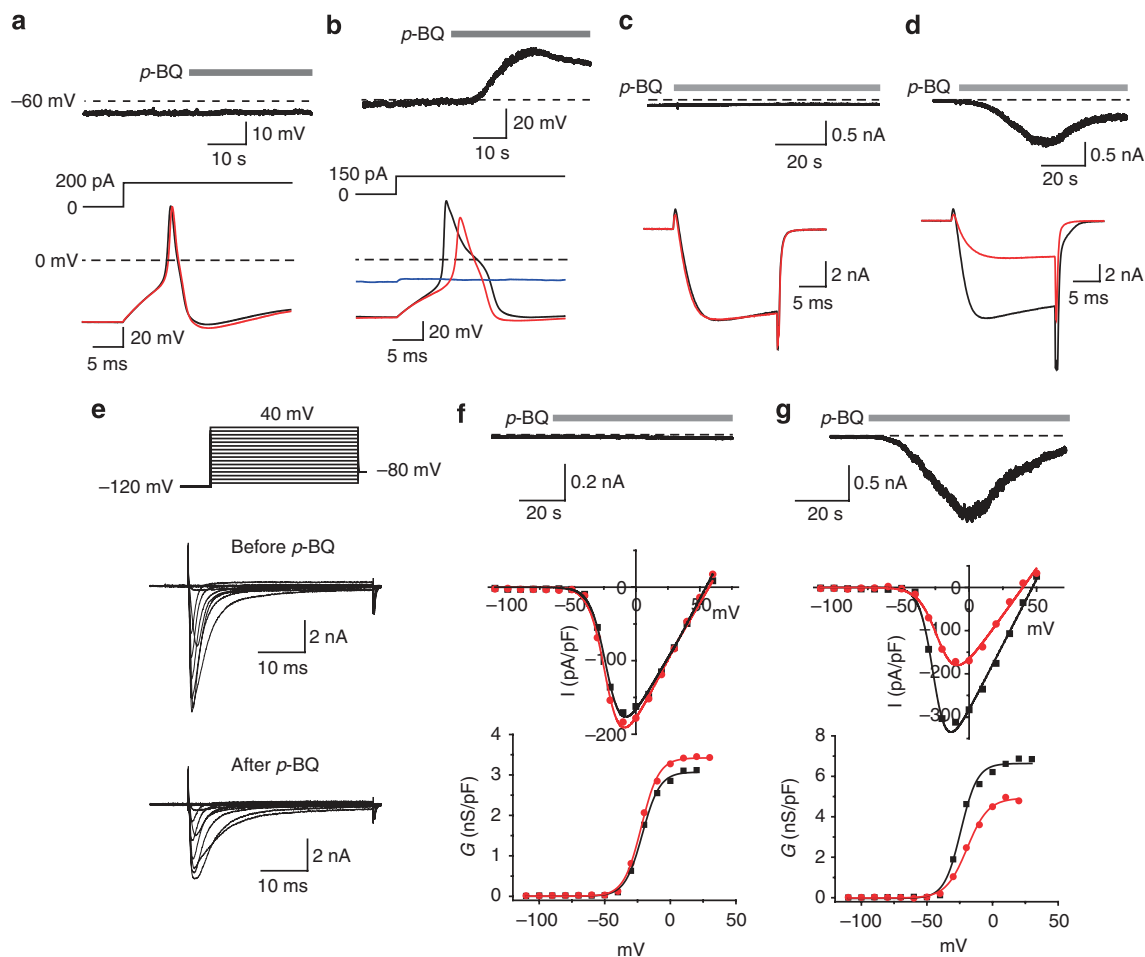 a
p-BQ
−60 mV
10 mV
10 s
200 pA
0
0 mV
20 mV
5 ms
b
p-BQ
20 mV
10 s
150 pA
0
20 mV
5 ms
c
p-BQ
0.5 nA
20 s
2 nA
5 ms
d
p-BQ
0.5 nA
20 s
2 nA
5 ms
e
40 mV
−120 mV
−80 mV
Before p-BQ
2 nA
10 ms
After p-BQ
2 nA
10 ms
f
p-BQ
0.2 nA
20 s
−100 −50 0 50
mV
−100
−200
I (pA/pF)
4
3
2
1
0
G (nS/pF)
−100 −50 0 50
mV
g
p-BQ
0.5 nA
20 s
−100 −50 0 50
mV
−100
−200
−300
I (pA/pF)
8
6
4
2
0
G (nS/pF)
−100 −50 0 50
mV